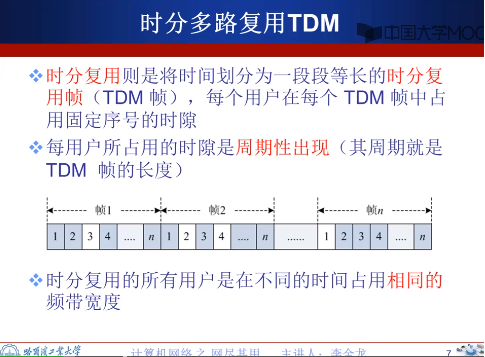 时分多路复用TDM
中国大学MOO
❖时分复用则是将时间划分为一段段等长的时分复
用帧（TDM 帧），每个用户在每个 TDM 帧中占
用固定序号的时隙
❖每用户所占用的时隙是周期性出现（其周期就是
TDM 帧的长度）
帧1 帧2 帧n
1 2 3 4 .... n 1 2 3 4 .... n ...... 1 2 3 4 .... n
❖时分复用的所有用户是在不同的时间占用相同的
频带宽度
哈尔滨工业大学 计算机网络之网尽其用 主讲人：李全龙 7